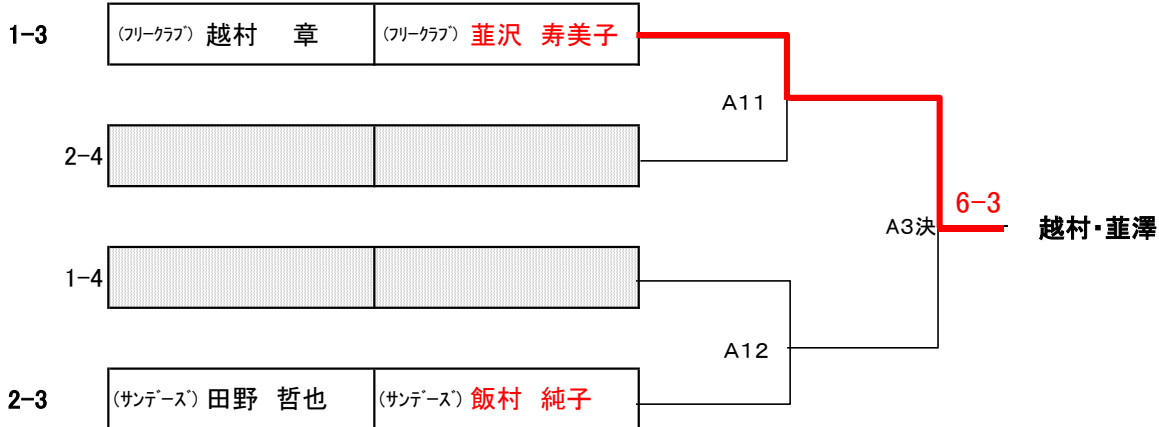 1-3 (フリークラブ) 越村 章 (フリークラブ) 韮沢 寿美子
A11
2-4
6-3
A3決 越村・韮澤
1-4
A12
2-3 (サンデーズ) 田野 哲也 (サンデーズ) 飯村 純子